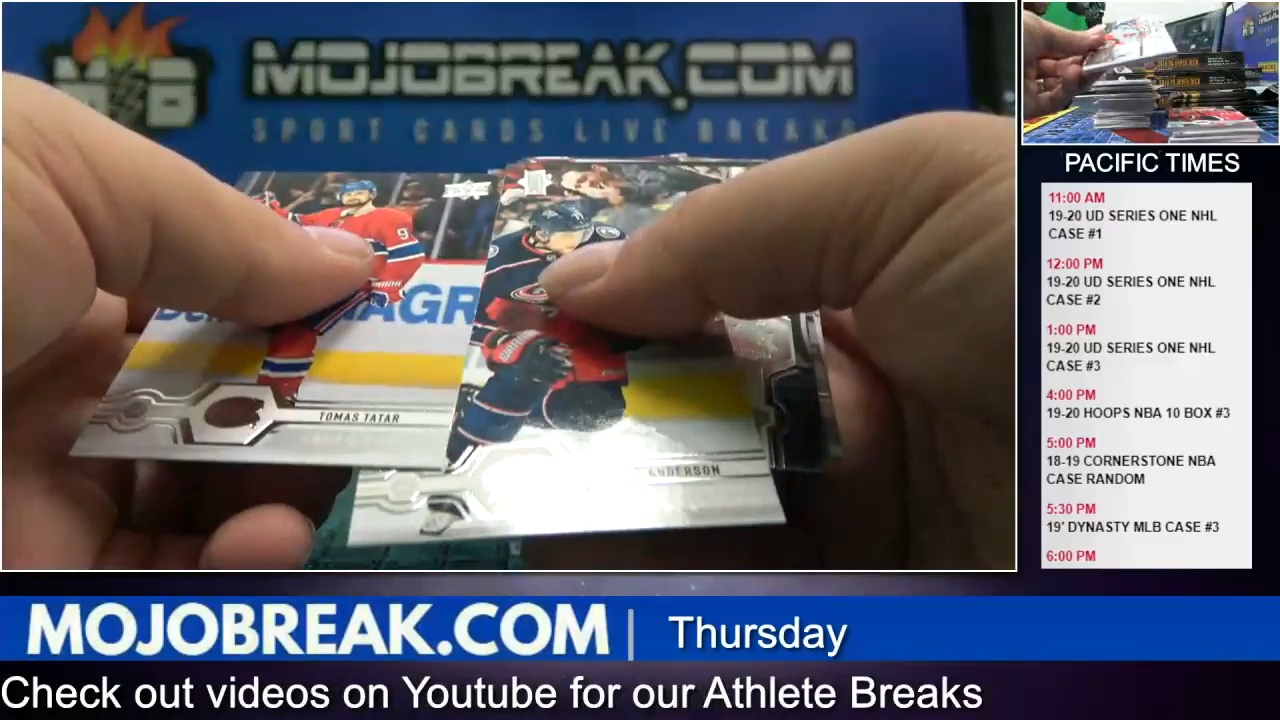 MOJOBREAK.COM
SPORT CARDS LIVE BREAKS
TOMAS TATAR
ANDERSON
PACIFIC TIMES
11:00 AM
19-20 UD SERIES ONE NHL
CASE #1
12:00 PM
19-20 UD SERIES ONE NHL
CASE #2
1:00 PM
19-20 UD SERIES ONE NHL
CASE #3
4:00 PM
19-20 HOOPS NBA 10 BOX #3
5:00 PM
18-19 CORNERSTONE NBA
CASE RANDOM
5:30 PM
19' DYNASTY MLB CASE #3
6:00 PM
MOJOBREAK.COM | Thursday
Check out videos on Youtube for our Athlete Breaks